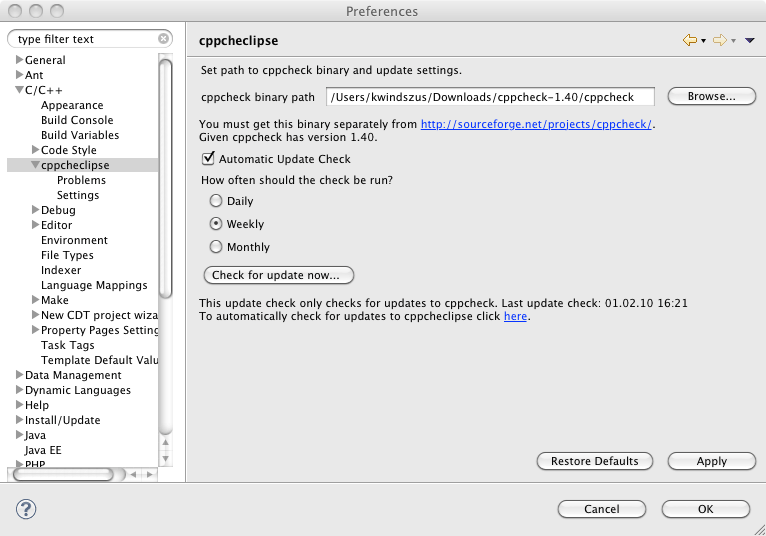 Preferences
type filter text
General
Ant
C/C++
Appearance
Build Console
Build Variables
Code Style
cppcheclipse
Problems
Settings
Debug
Editor
Environment
File Types
Indexer
Language Mappings
Make
New CDT project wiza
Property Pages Setting
Task Tags
Template Default Valu
Data Management
Dynamic Languages
Help
Install/Update
Java
Java EE
PHP
cppcheclipse
Set path to cppcheck binary and update settings.
cppcheck binary path /Users/kwindszus/Downloads/cppcheck-1.40/cppcheck Browse...
You must get this binary separately from http://sourceforge.net/projects/cppcheck/.
Given cppcheck has version 1.40.
Automatic Update Check
How often should the check be run?
Daily
Weekly
Monthly
Check for update now...
This update check only checks for updates to cppcheck. Last update check: 01.02.10 16:21
To automatically check for updates to cppcheclipse click here.
Restore Defaults Apply
? Cancel OK